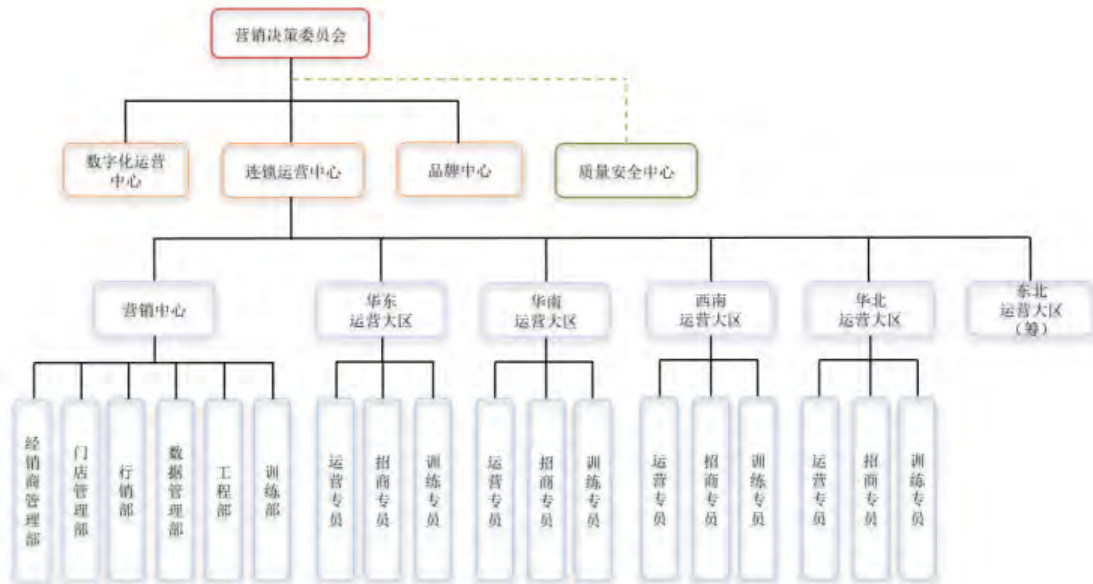 营销决策委员会
数字化运营
中心
连锁运营中心
品牌中心
质量安全中心
营销中心
华东
运营大区
华南
运营大区
西南
运营大区
华北
运营大区
东北
运营大区
（筹）
经销商管理部
门店管理部
行销部
数据管理部
工程部
训练部
运营专员
招商专员
训练专员
运营专员
招商专员
训练专员
运营专员
招商专员
训练专员
运营专员
招商专员
训练专员